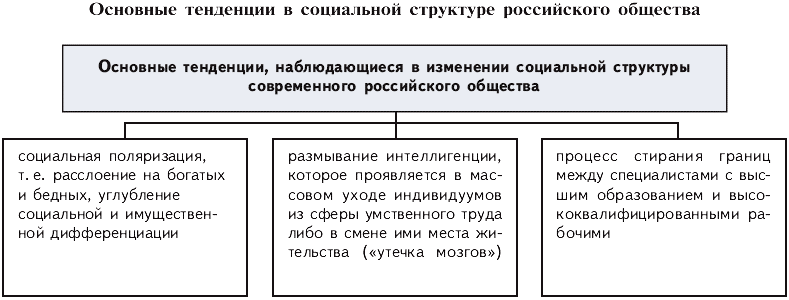 Основные тенденции в социальной структуре российского общества
Основные тенденции, наблюдающиеся в изменении социальной структуры
современного российского общества
социальная поляризация,
т. е. расслоение на богатых
и бедных, углубление
социальной и имуществен-
ной дифференциации
размывание интеллигенции,
которое проявляется в мас-
совом уходе индивидуумов
из сферы умственного труда
либо в смене ими места жи-
тельства («утечка мозгов»)
процесс стирания границ
между специалистами с выс-
шим образованием и высо-
коквалифицированными ра-
бочими